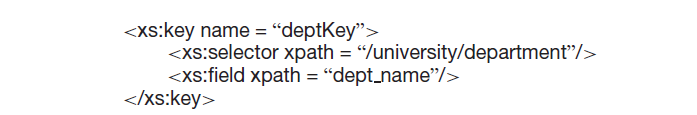 <xs:key name = “deptKey”>
<xs:selector xpath = “/university/department”/>
<xs:field xpath = “dept_name”/>
</xs:key>